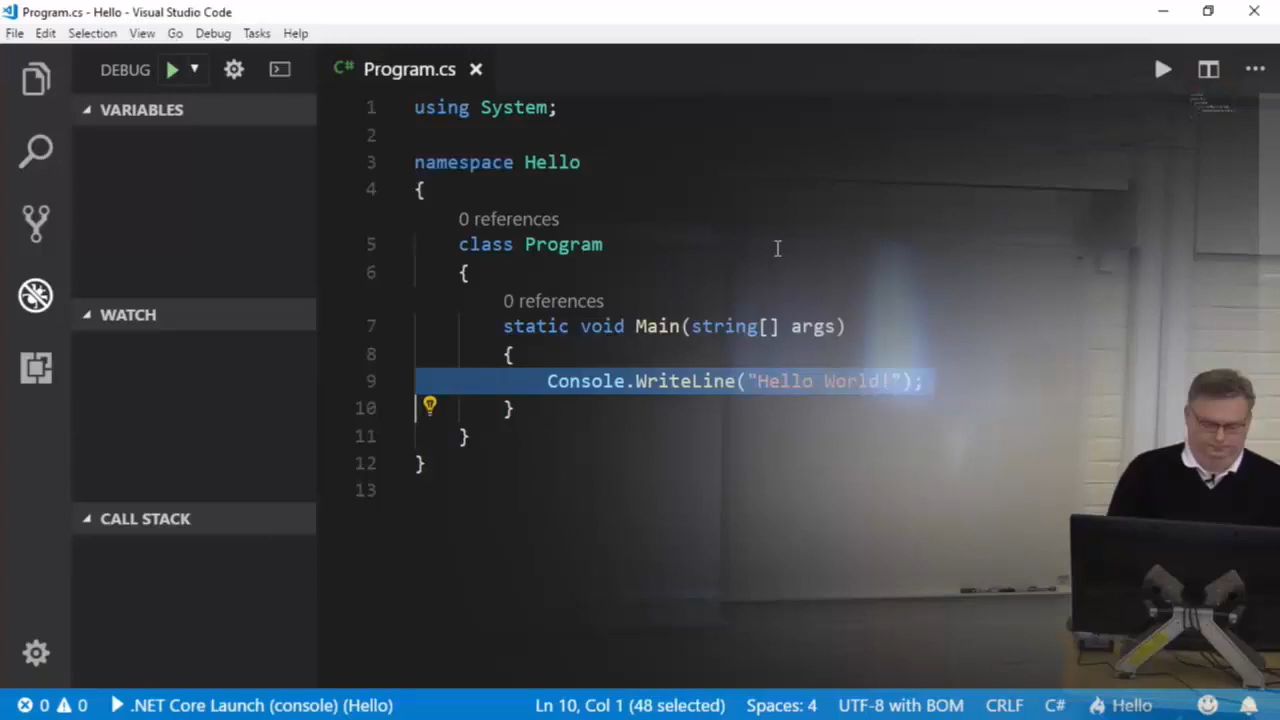 Program.cs - Hello - Visual Studio Code
File Edit Selection View Go Debug Tasks Help
DEBUG
C# Program.cs
VARIABLES
WATCH
CALL STACK
1 using System;
2
3 namespace Hello
4 {
0 references
5 class Program
6 {
0 references
7 static void Main(string[] args)
8 {
9 Console.WriteLine("Hello World!");
10 }
11 }
12 }
13
0 0 .NET Core Launch (console) (Hello) Ln 10, Col 1 (48 selected) Spaces: 4 UTF-8 with BOM CRLF C# Hello